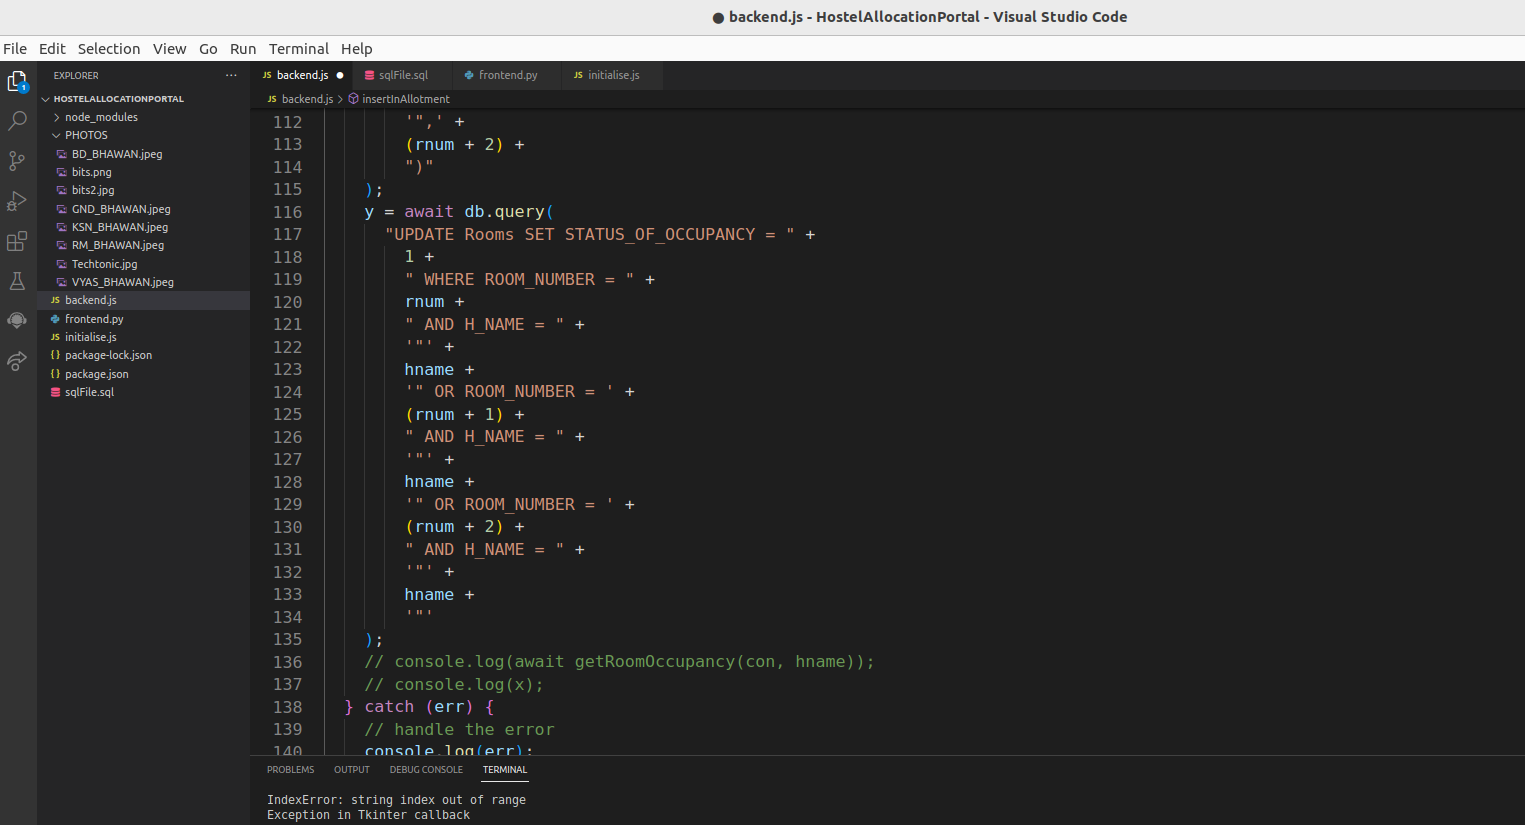 ● backend.js - HostelAllocationPortal - Visual Studio Code
File Edit Selection View Go Run Terminal Help
1
EXPLORER ...
HOSTELALLOCATIONPORTAL
node_modules
PHOTOS
BD_BHAWAN.jpeg
bits.png
bits2.jpg
GND_BHAWAN.jpeg
KSN_BHAWAN.jpeg
RM_BHAWAN.jpeg
Techtonic.jpg
VYAS_BHAWAN.jpeg
JS backend.js
frontend.py
JS initialise.js
{} package-lock.json
{} package.json
sqlFile.sql
JS backend.js ● sqlFile.sql frontend.py JS initialise.js
JS backend.js > insertInAllotment
112 '",' +
113 (rnum + 2) +
114 ")"
115 );
116 y = await db.query(
117 "UPDATE Rooms SET STATUS_OF_OCCUPANCY = " +
118 1 +
119 " WHERE ROOM_NUMBER = " +
120 rnum +
121 " AND H_NAME = " +
122 '"' +
123 hname +
124 '" OR ROOM_NUMBER = ' +
125 (rnum + 1) +
126 " AND H_NAME = " +
127 '"' +
128 hname +
129 '" OR ROOM_NUMBER = ' +
130 (rnum + 2) +
131 " AND H_NAME = " +
132 '"' +
133 hname +
134 '"'
135 );
136 // console.log(await getRoomOccupancy(con, hname));
137 // console.log(x);
138 } catch (err) {
139 // handle the error
140 console.log(err);
PROBLEMS OUTPUT DEBUG CONSOLE TERMINAL
IndexError: string index out of range
Exception in Tkinter callback